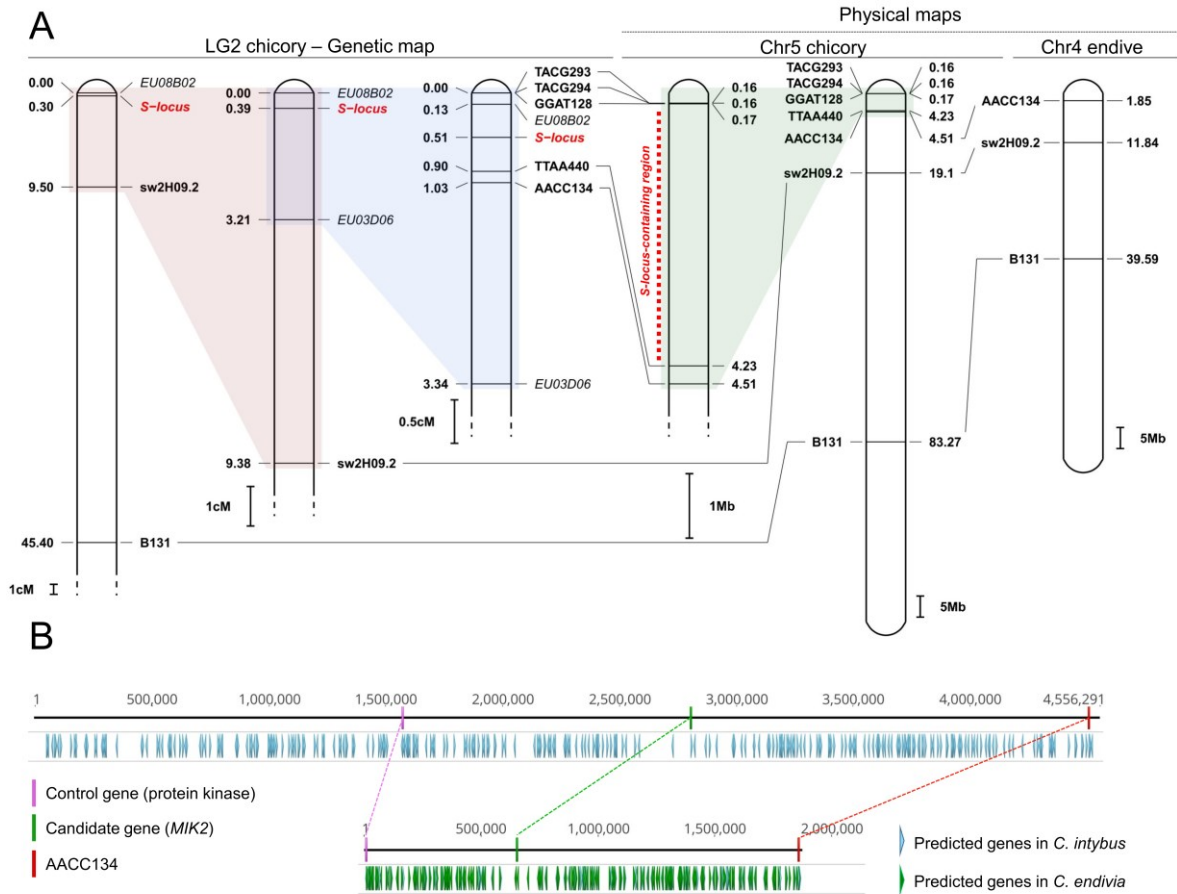 A
Physical maps
LG2 chicory – Genetic map
Chr5 chicory
Chr4 endive
0.00
EU08B02
0.30
S-locus
9.50
sw2H09.2
45.40
B131
1cM
0.00
EU08B02
0.39
S-locus
3.21
EU03D06
9.38
sw2H09.2
1cM
0.00
TACG293
TACG294
GGAT128
0.13
EU08B02
0.51
S-locus
0.90
TTAA440
1.03
AACC134
3.34
EU03D06
0.5cM
0.16
0.16
0.17
S-locus-containing region
4.23
4.51
1Mb
TACG293
0.16
TACG294
0.16
GGAT128
0.17
TTAA440
4.23
AACC134
4.51
sw2H09.2
19.1
B131
83.27
5Mb
AACC134
1.85
sw2H09.2
11.84
B131
39.59
5Mb
B
1 500,000 1,000,000 1,500,000 2,000,000 2,500,000 3,000,000 3,500,000 4,000,000 4,556,291
Control gene (protein kinase)
Candidate gene (MIK2)
AACC134
1 500,000 1,000,000 1,500,000 2,000,000
Predicted genes in C. intybus
Predicted genes in C. endivia